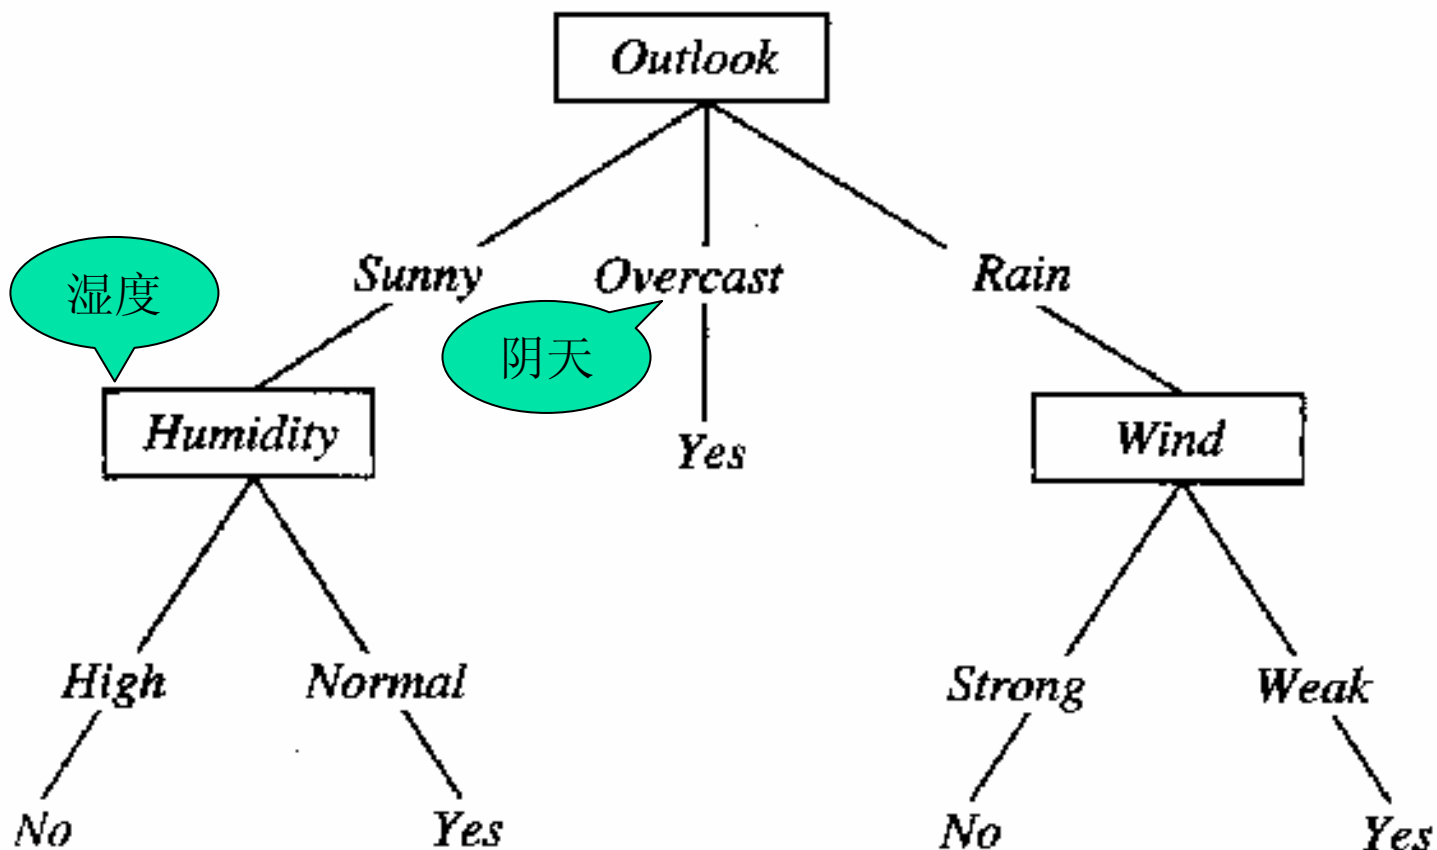 Outlook
Sunny Overcast Rain
湿度
阴天
Humidity Yes Wind
High Normal Strong Weak
No Yes No Yes